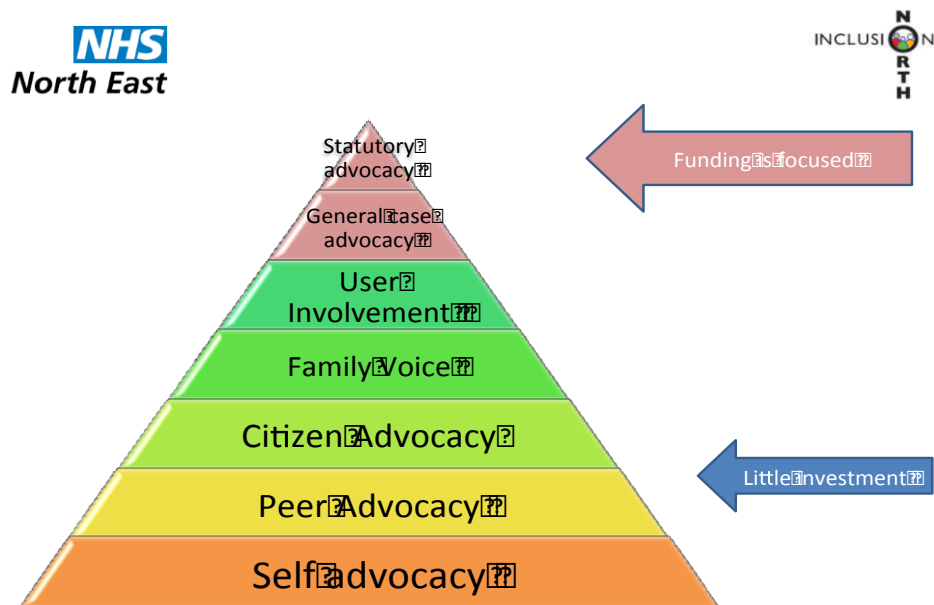 NHS
North East
INCLUSION
NORTH
Statutory
advocacy
Funding is focused
General case
advocacy
User
Involvement
Family Voice
Citizen Advocacy
Little investment
Peer Advocacy
Self advocacy